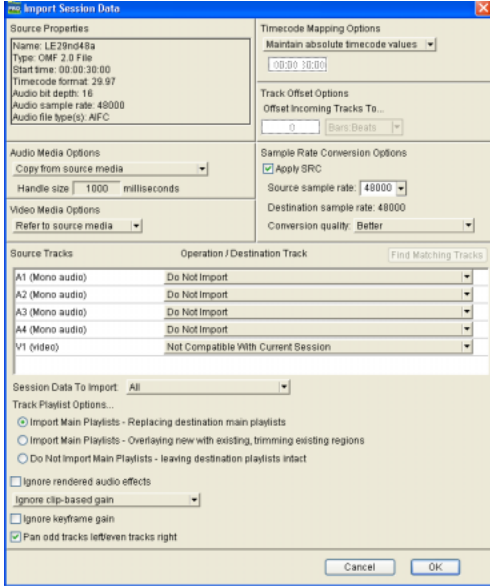 PRO Import Session Data
Source Properties
Name: LE29nd48a
Type: OMF 2.0 File
Start time: 00:00:30:00
Timecode format: 29.97
Audio bit depth: 16
Audio sample rate: 48000
Audio file type(s): AIFC
Timecode Mapping Options
Maintain absolute timecode values
00:00:30:00
Track Offset Options
Offset Incoming Tracks To...
0 Bars:Beats
Audio Media Options
Copy from source media
Handle size 1000 milliseconds
Video Media Options
Refer to source media
Sample Rate Conversion Options
Apply SRC
Source sample rate: 48000
Destination sample rate: 48000
Conversion quality: Better
Source Tracks Operation / Destination Track Find Matching Tracks
A1 (Mono audio) Do Not Import
A2 (Mono audio) Do Not Import
A3 (Mono audio) Do Not Import
A4 (Mono audio) Do Not Import
V1 (video) Not Compatible With Current Session
Session Data To Import: All
Track Playlist Options...
Import Main Playlists - Replacing destination main playlists
Import Main Playlists - Overlaying new with existing, trimming existing regions
Do Not Import Main Playlists - leaving destination playlists intact
Ignore rendered audio effects
Ignore clip-based gain
Ignore keyframe gain
Pan odd tracks left/even tracks right
Cancel OK